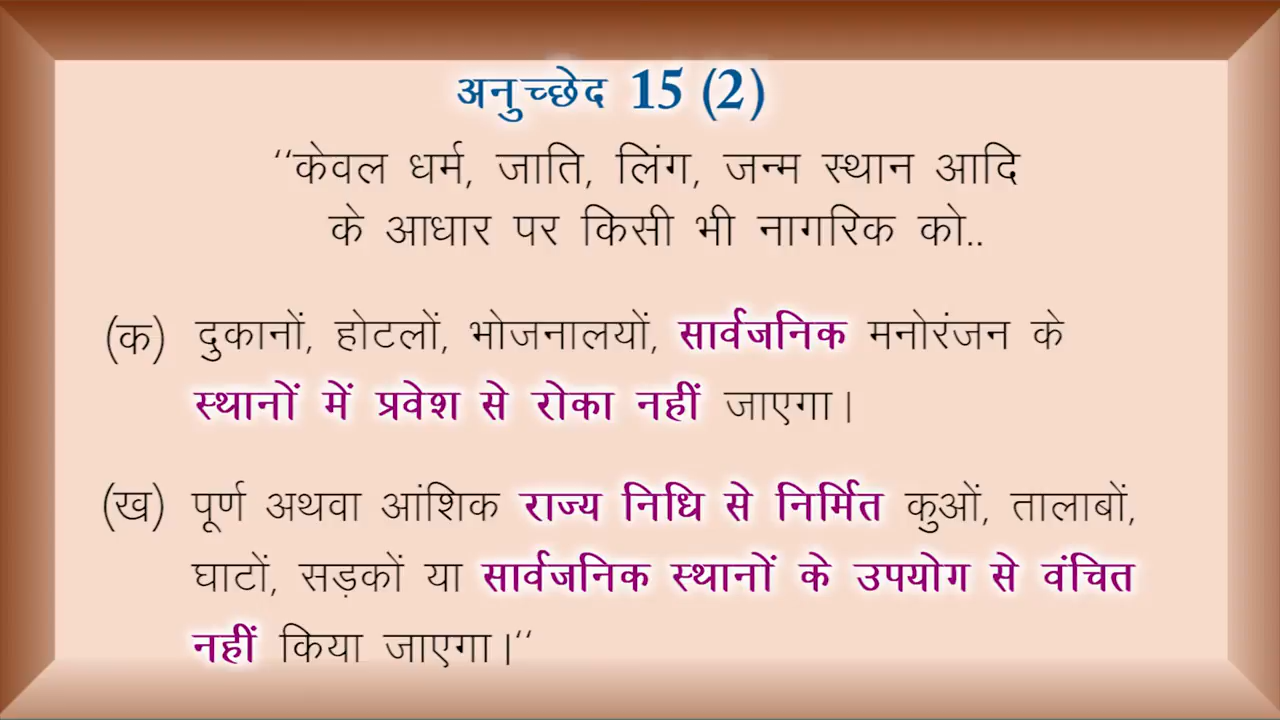 अनुच्छेद 15 (2)
‘‘केवल धर्म, जाति, लिंग, जन्म स्थान आदि
के आधार पर किसी भी नागरिक को..
(क) दुकानों, होटलों, भोजनालयों, सार्वजनिक मनोरंजन के
स्थानों में प्रवेश से रोका नहीं जाएगा।
(ख) पूर्ण अथवा आंशिक राज्य निधि से निर्मित कुओं, तालाबों,
घाटों, सड़कों या सार्वजनिक स्थानों के उपयोग से वंचित
नहीं किया जाएगा।‘‘